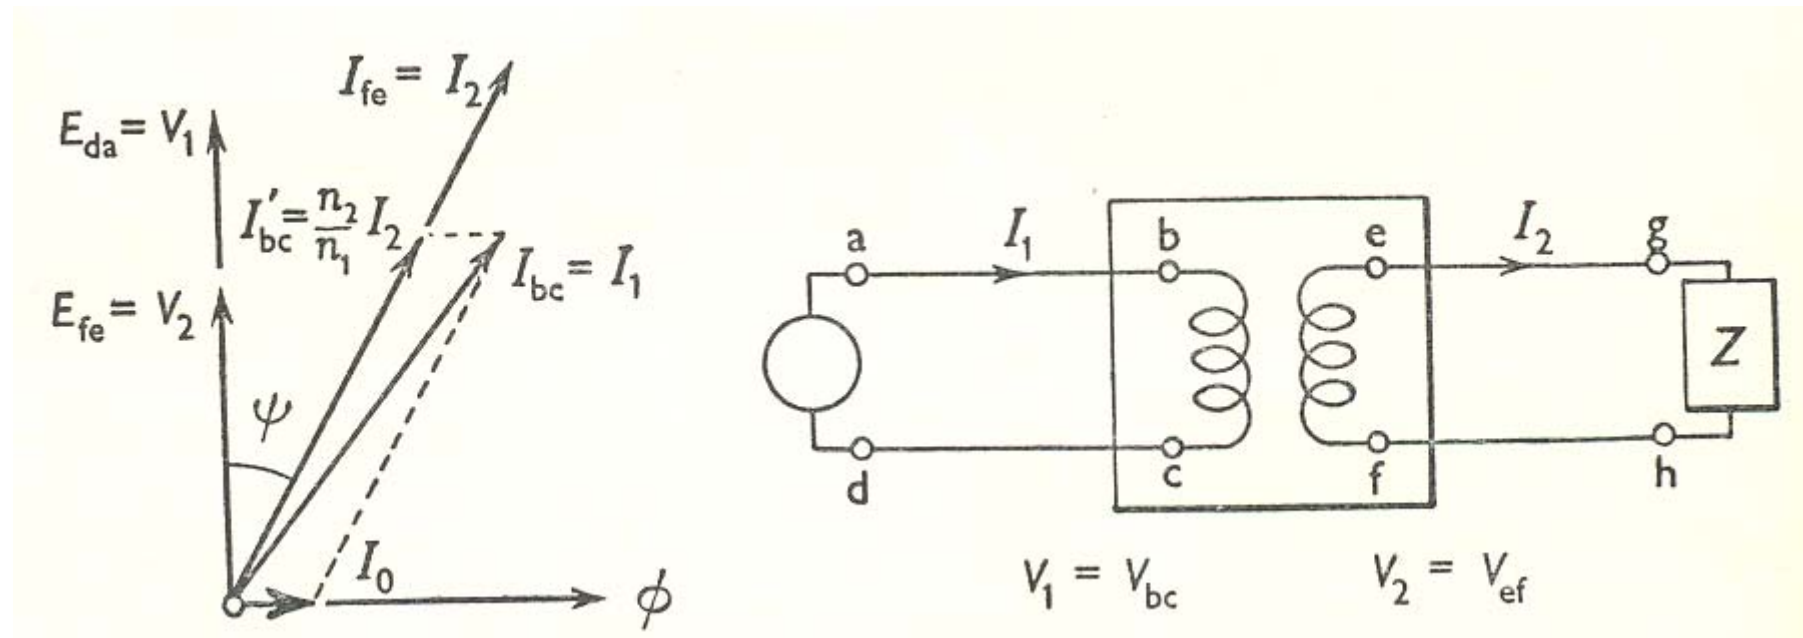 I_fe = I_2
E_da = V_1
I'_bc = n_2/n_1 I_2
I_bc = I_1
E_fe = V_2
ψ
I_0
ϕ
a
I_1
b
e
I_2
g
Z
d
c
f
h
V_1 = V_bc
V_2 = V_ef